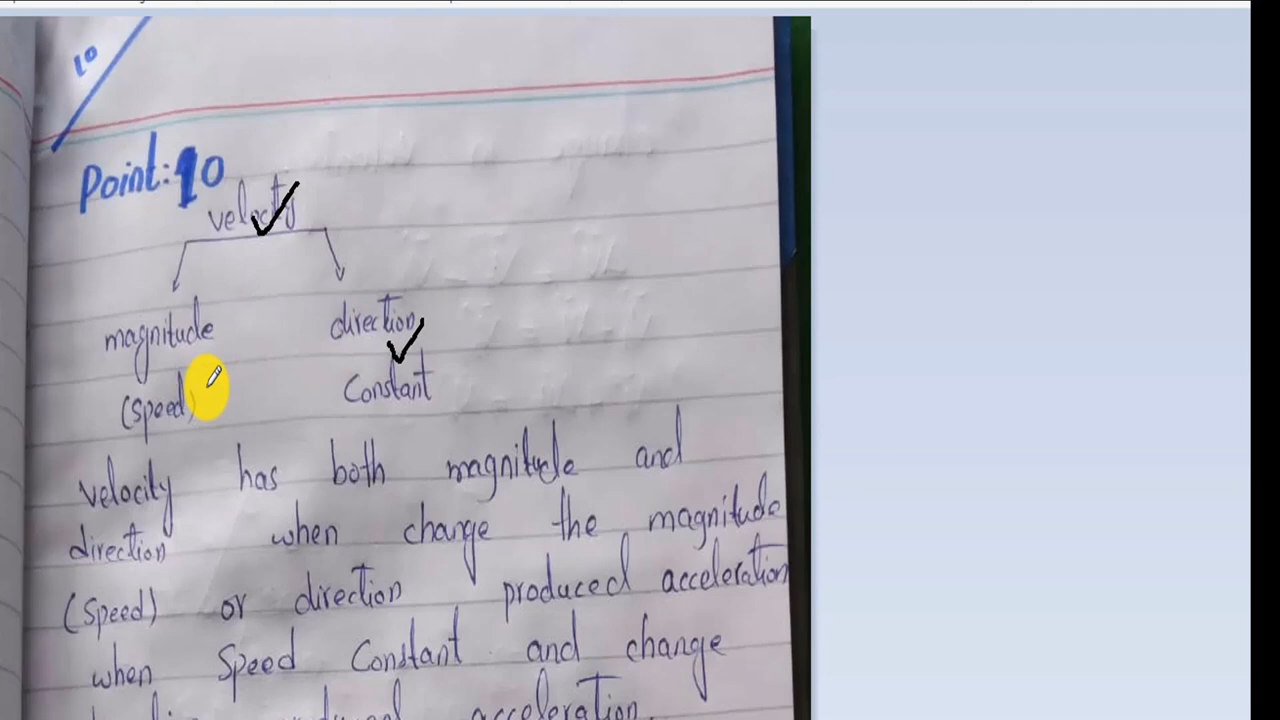 10
Point: 10
velocity
magnitude direction
(speed) Constant
velocity has both magnitude and
direction when change the magnitude
(speed) or direction produced acceleration
when Speed Constant and change
acceleration.